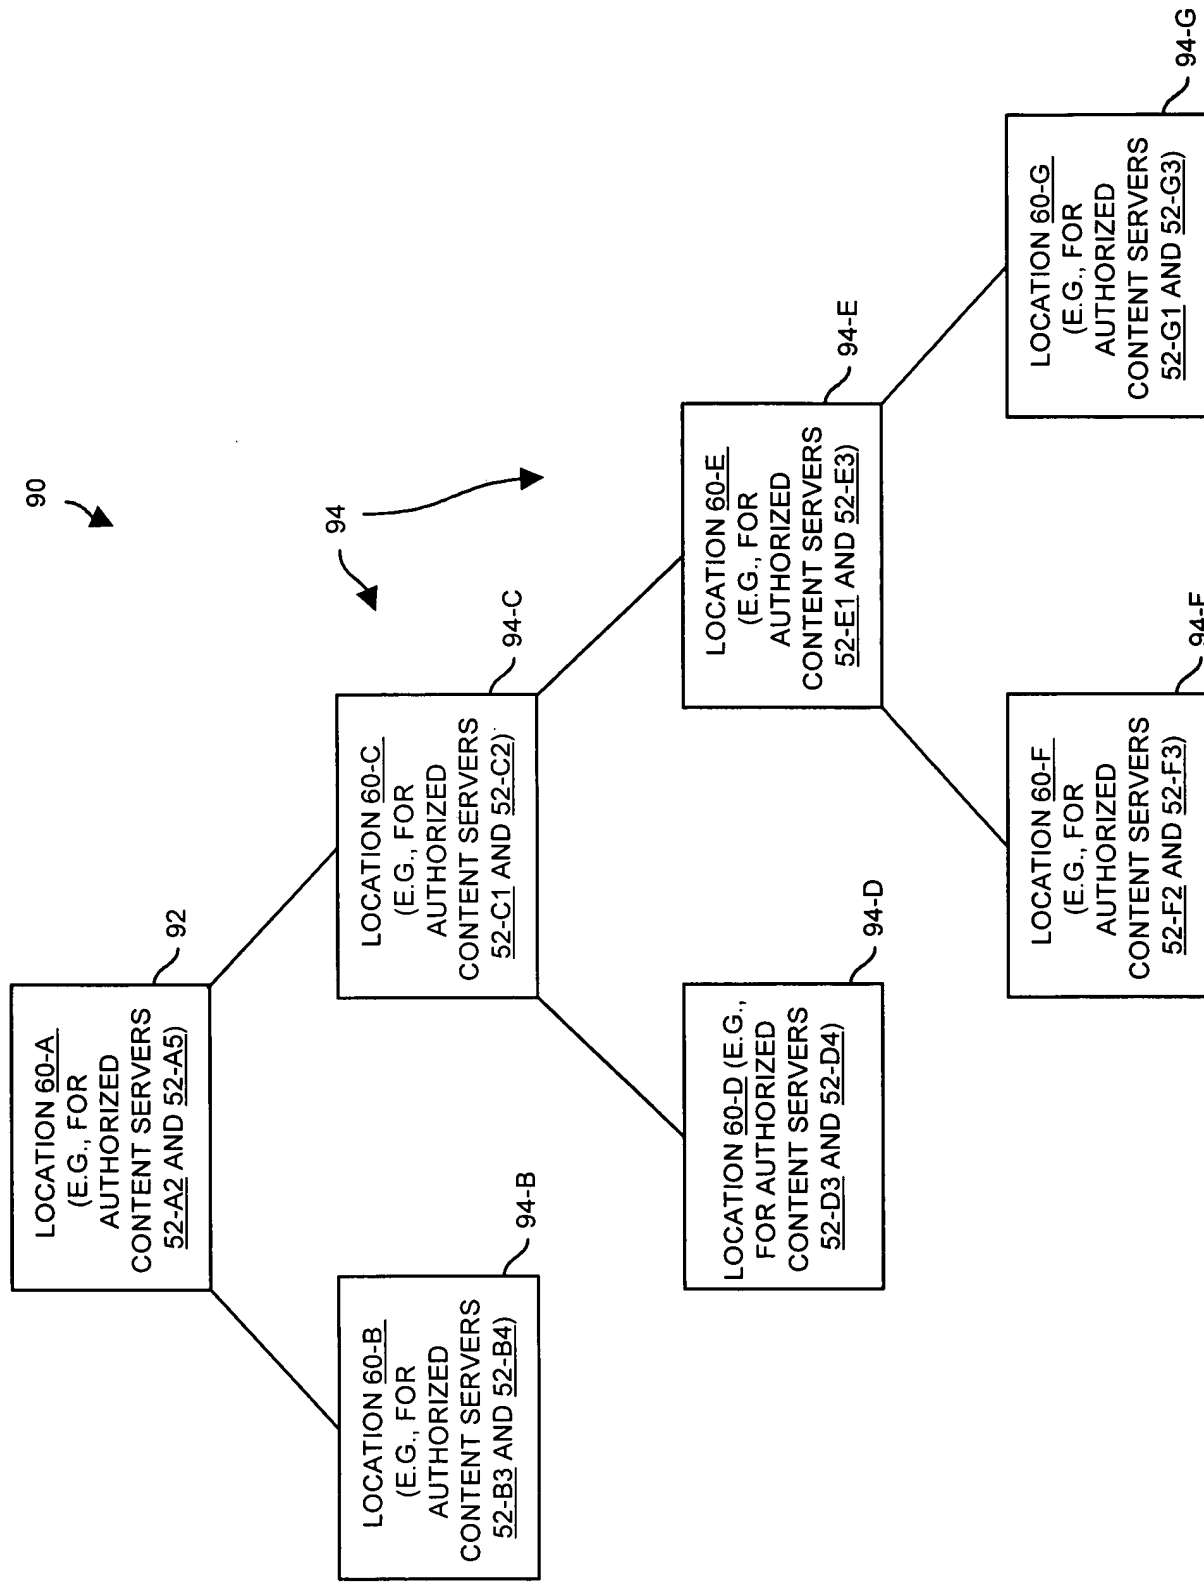 90
94
LOCATION 60-A
(E.G., FOR
AUTHORIZED
CONTENT SERVERS
52-A2 AND 52-A5)
92
LOCATION 60-B
(E.G., FOR
AUTHORIZED
CONTENT SERVERS
52-B3 AND 52-B4)
94-B
LOCATION 60-C
(E.G., FOR
AUTHORIZED
CONTENT SERVERS
52-C1 AND 52-C2)
94-C
LOCATION 60-D (E.G.,
FOR AUTHORIZED
CONTENT SERVERS
52-D3 AND 52-D4)
94-D
LOCATION 60-E
(E.G., FOR
AUTHORIZED
CONTENT SERVERS
52-E1 AND 52-E3)
94-E
LOCATION 60-F
(E.G., FOR
AUTHORIZED
CONTENT SERVERS
52-F2 AND 52-F3)
94-F
LOCATION 60-G
(E.G., FOR
AUTHORIZED
CONTENT SERVERS
52-G1 AND 52-G3)
94-G